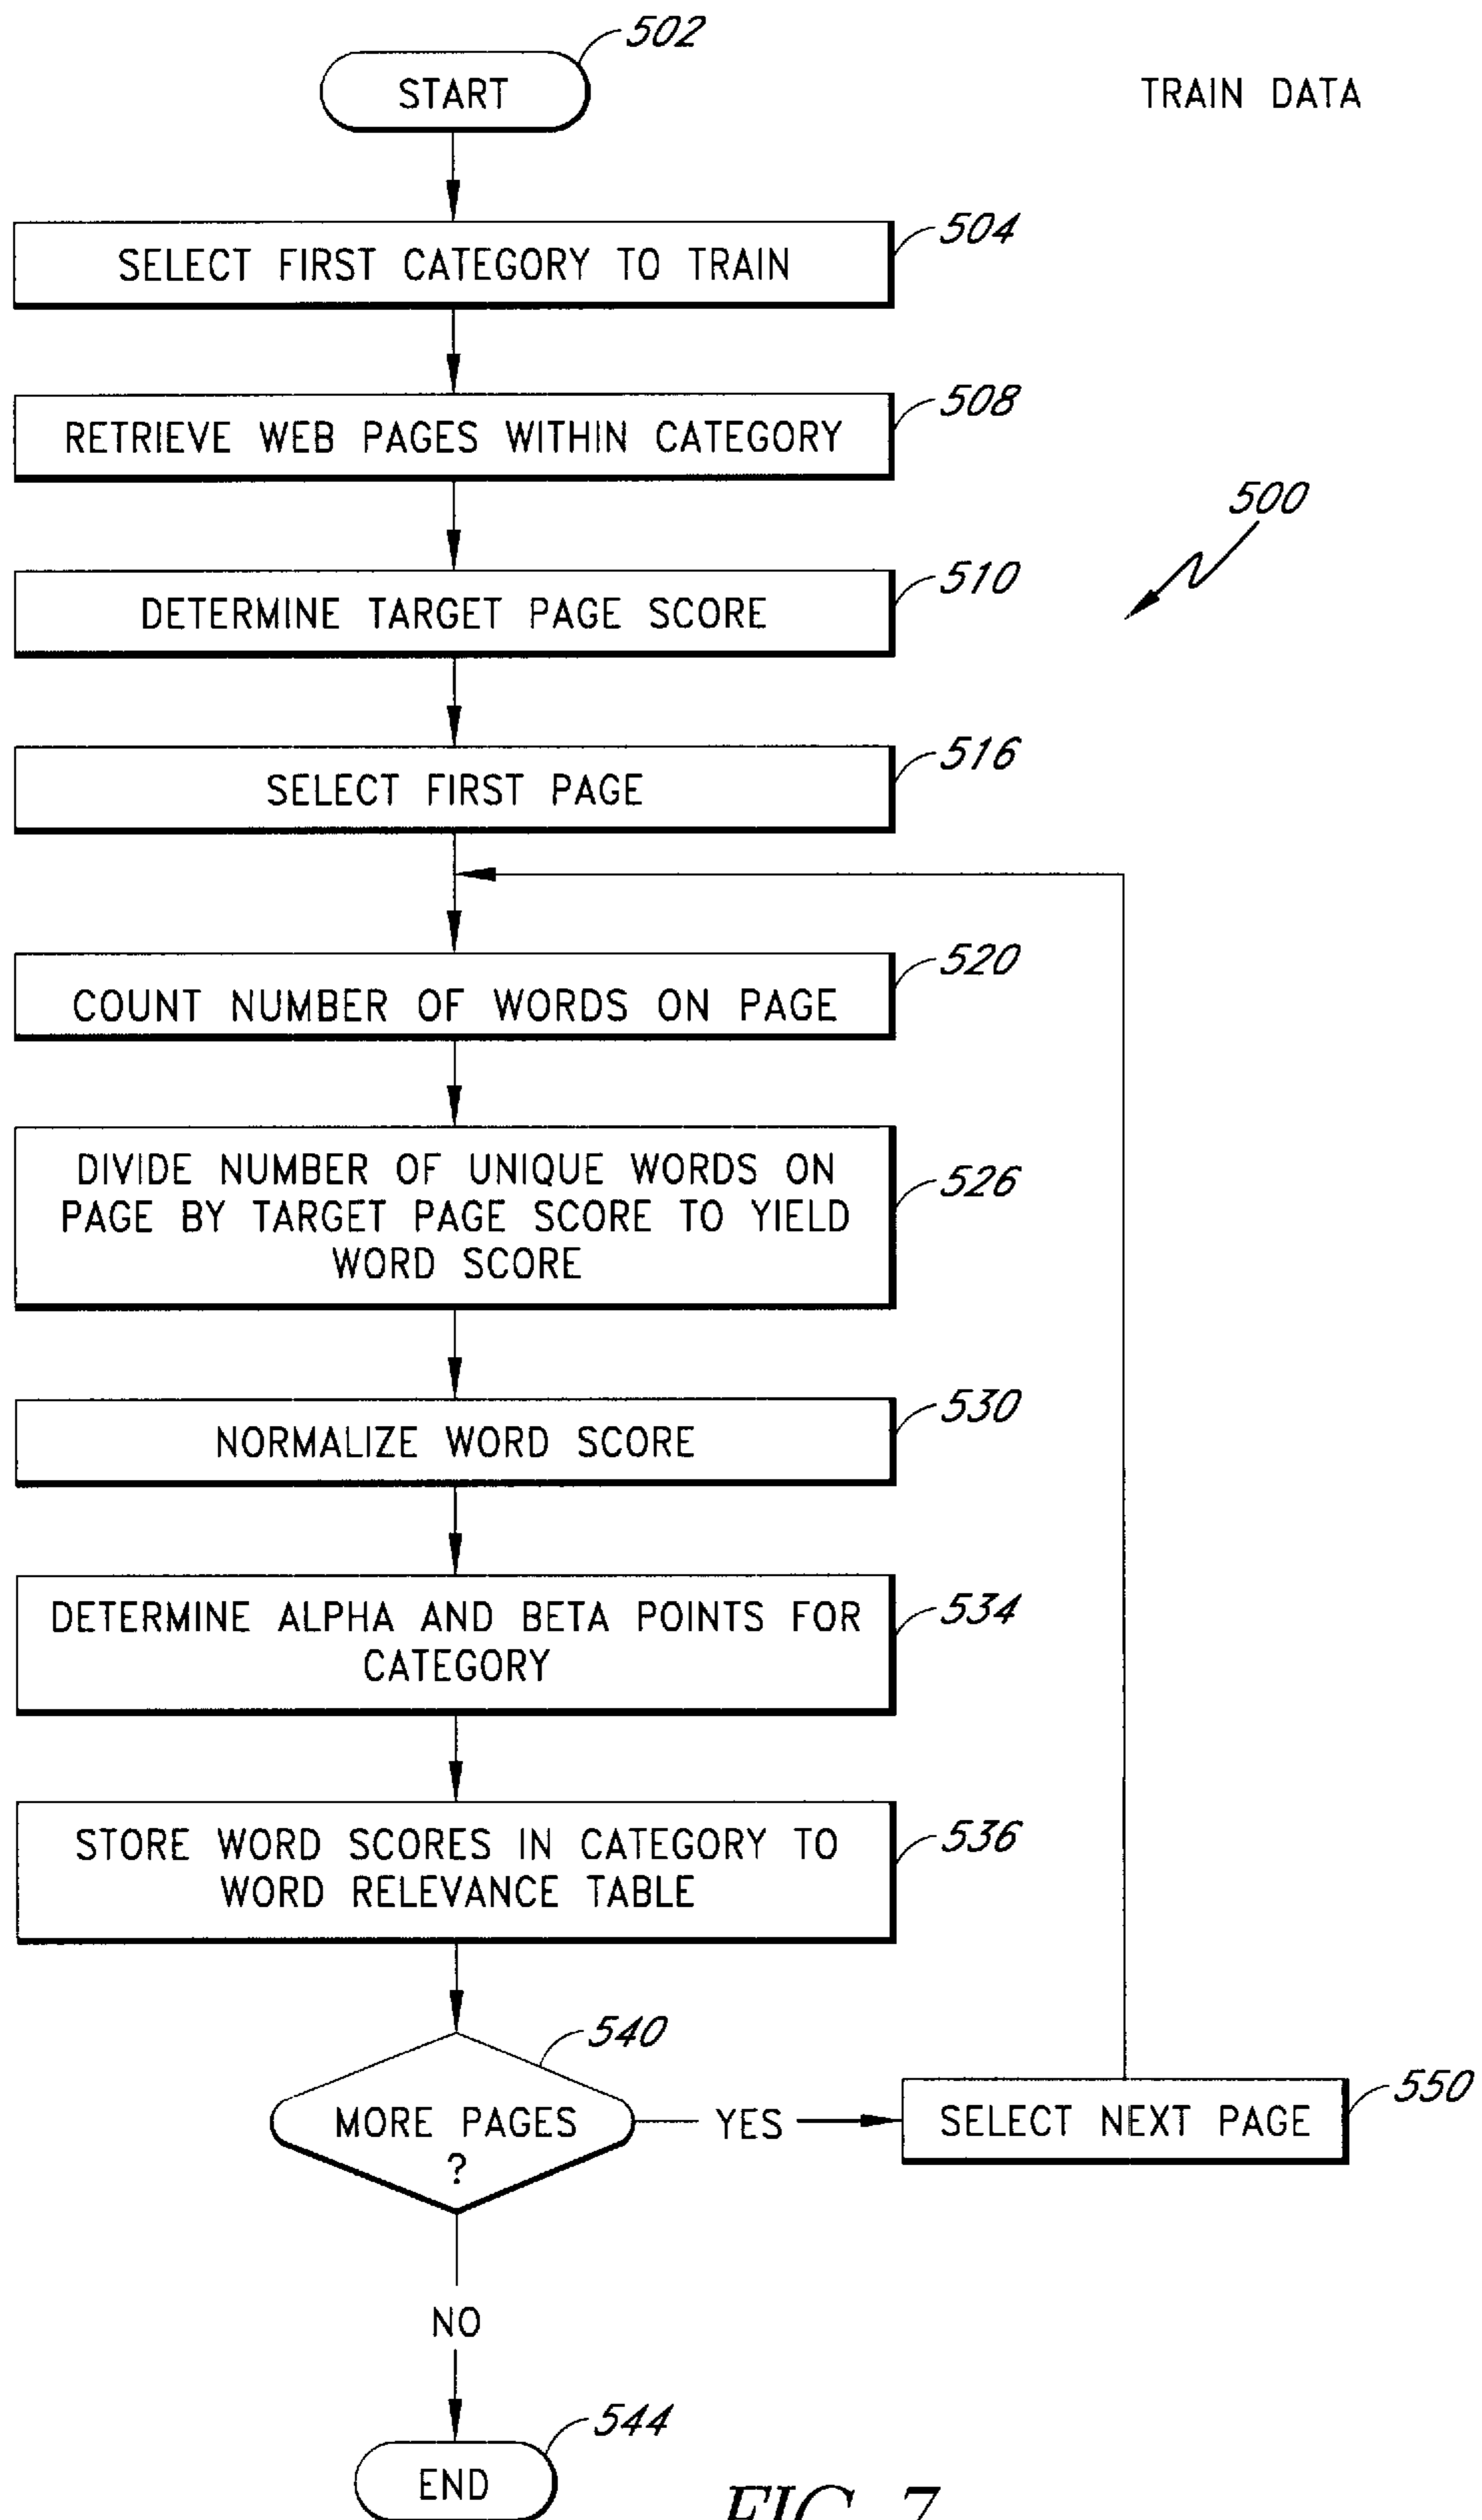 502
START
TRAIN DATA
504
SELECT FIRST CATEGORY TO TRAIN
508
RETRIEVE WEB PAGES WITHIN CATEGORY
500
510
DETERMINE TARGET PAGE SCORE
516
SELECT FIRST PAGE
520
COUNT NUMBER OF WORDS ON PAGE
526
DIVIDE NUMBER OF UNIQUE WORDS ON
PAGE BY TARGET PAGE SCORE TO YIELD
WORD SCORE
530
NORMALIZE WORD SCORE
534
DETERMINE ALPHA AND BETA POINTS FOR
CATEGORY
536
STORE WORD SCORES IN CATEGORY TO
WORD RELEVANCE TABLE
540
MORE PAGES
?
YES
550
SELECT NEXT PAGE
NO
544
END
FIG. 7